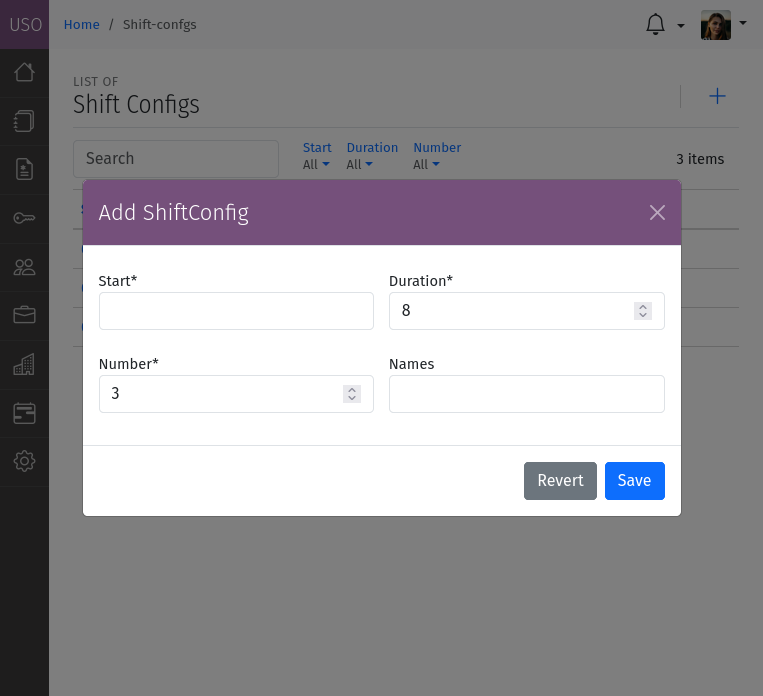 USO
Home / Shift-confgs
LIST OF
Shift Configs
Search
Start Duration Number
All All All
3 items
Add ShiftConfig
Start* Duration*
8
Number* Names
3
Revert Save